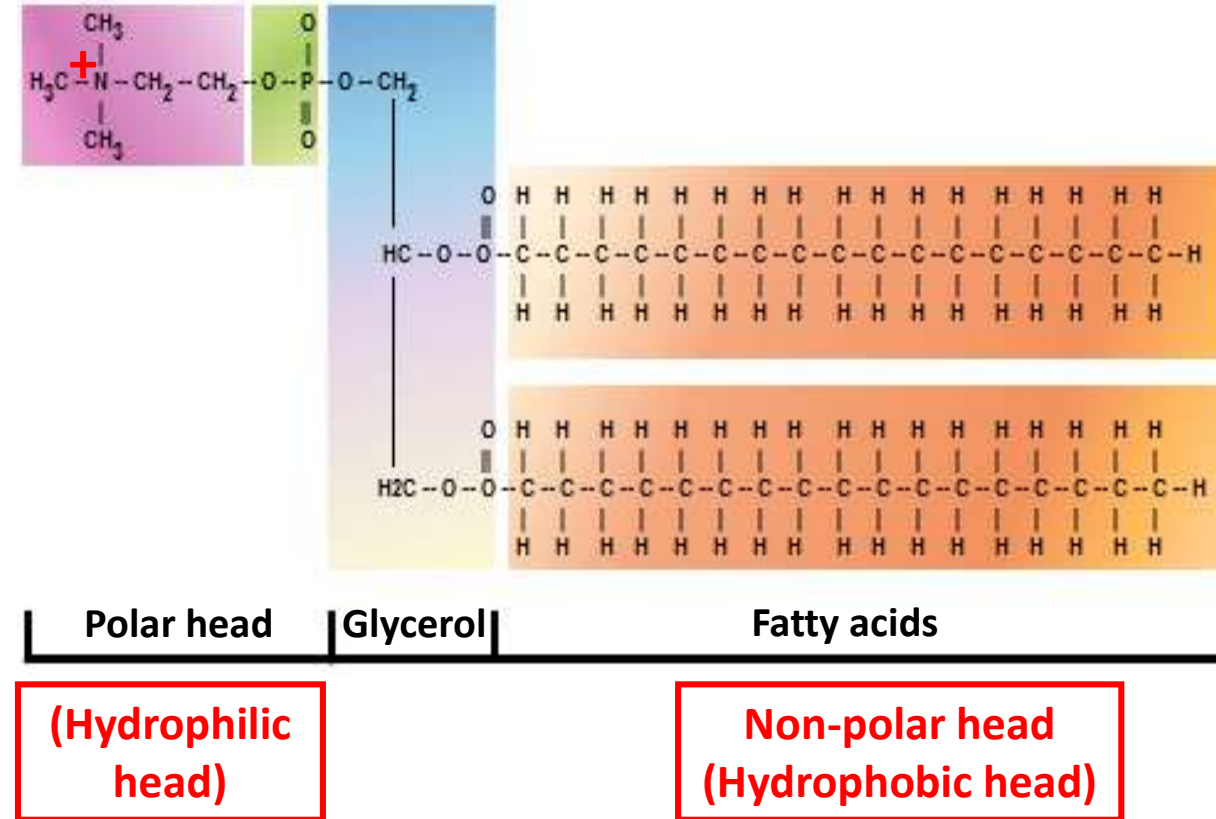 CH3 O
+
H3C--N--CH2--CH2--O--P--O--CH2
CH3 O
O H H H H H H H H H H H H H H H H H
HC--O--O--C--C--C--C--C--C--C--C--C--C--C--C--C--C--C--C--C--H
H H H H H H H H H H H H H H H H H
O H H H H H H H H H H H H H H H H H
H2C--O--O--C--C--C--C--C--C--C--C--C--C--C--C--C--C--C--C--C--H
H H H H H H H H H H H H H H H H H
Polar head Glycerol Fatty acids
(Hydrophilic
head)
Non-polar head
(Hydrophobic head)